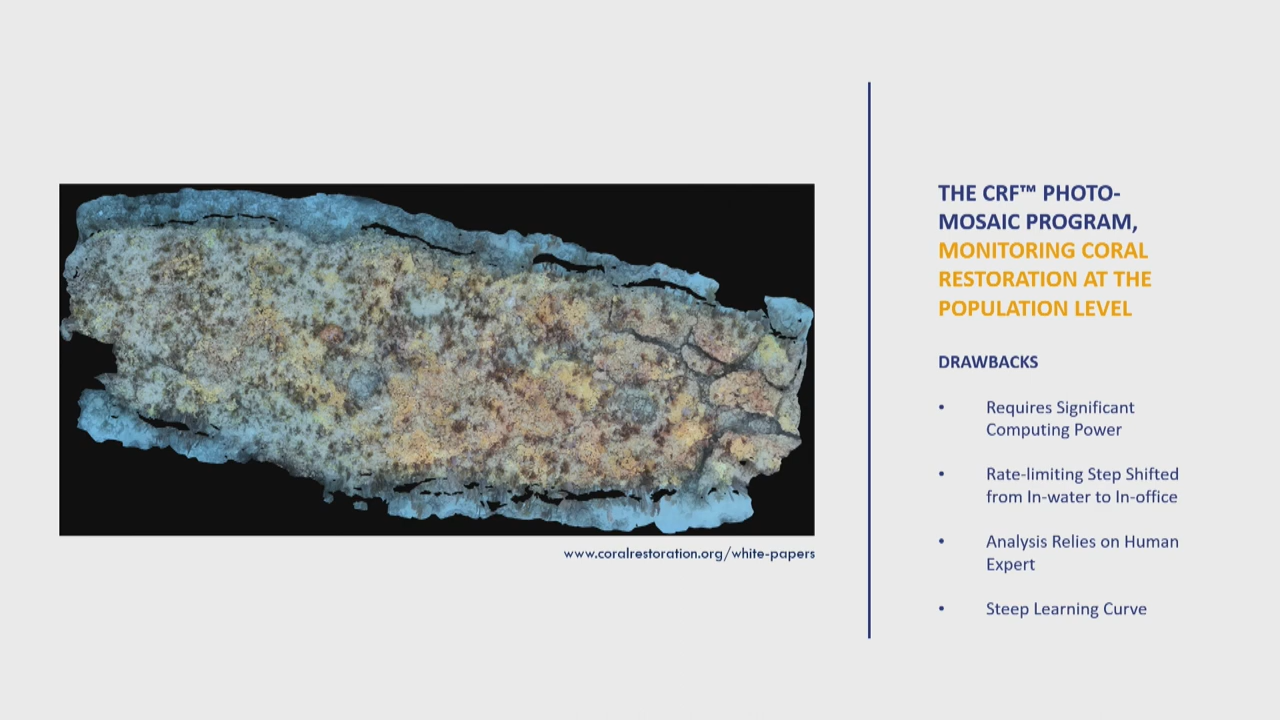 THE CRF™ PHOTO-
MOSAIC PROGRAM,
MONITORING CORAL
RESTORATION AT THE
POPULATION LEVEL
DRAWBACKS
• Requires Significant
Computing Power
• Rate-limiting Step Shifted
from In-water to In-office
• Analysis Relies on Human
Expert
• Steep Learning Curve
www.coralrestoration.org/white-papers